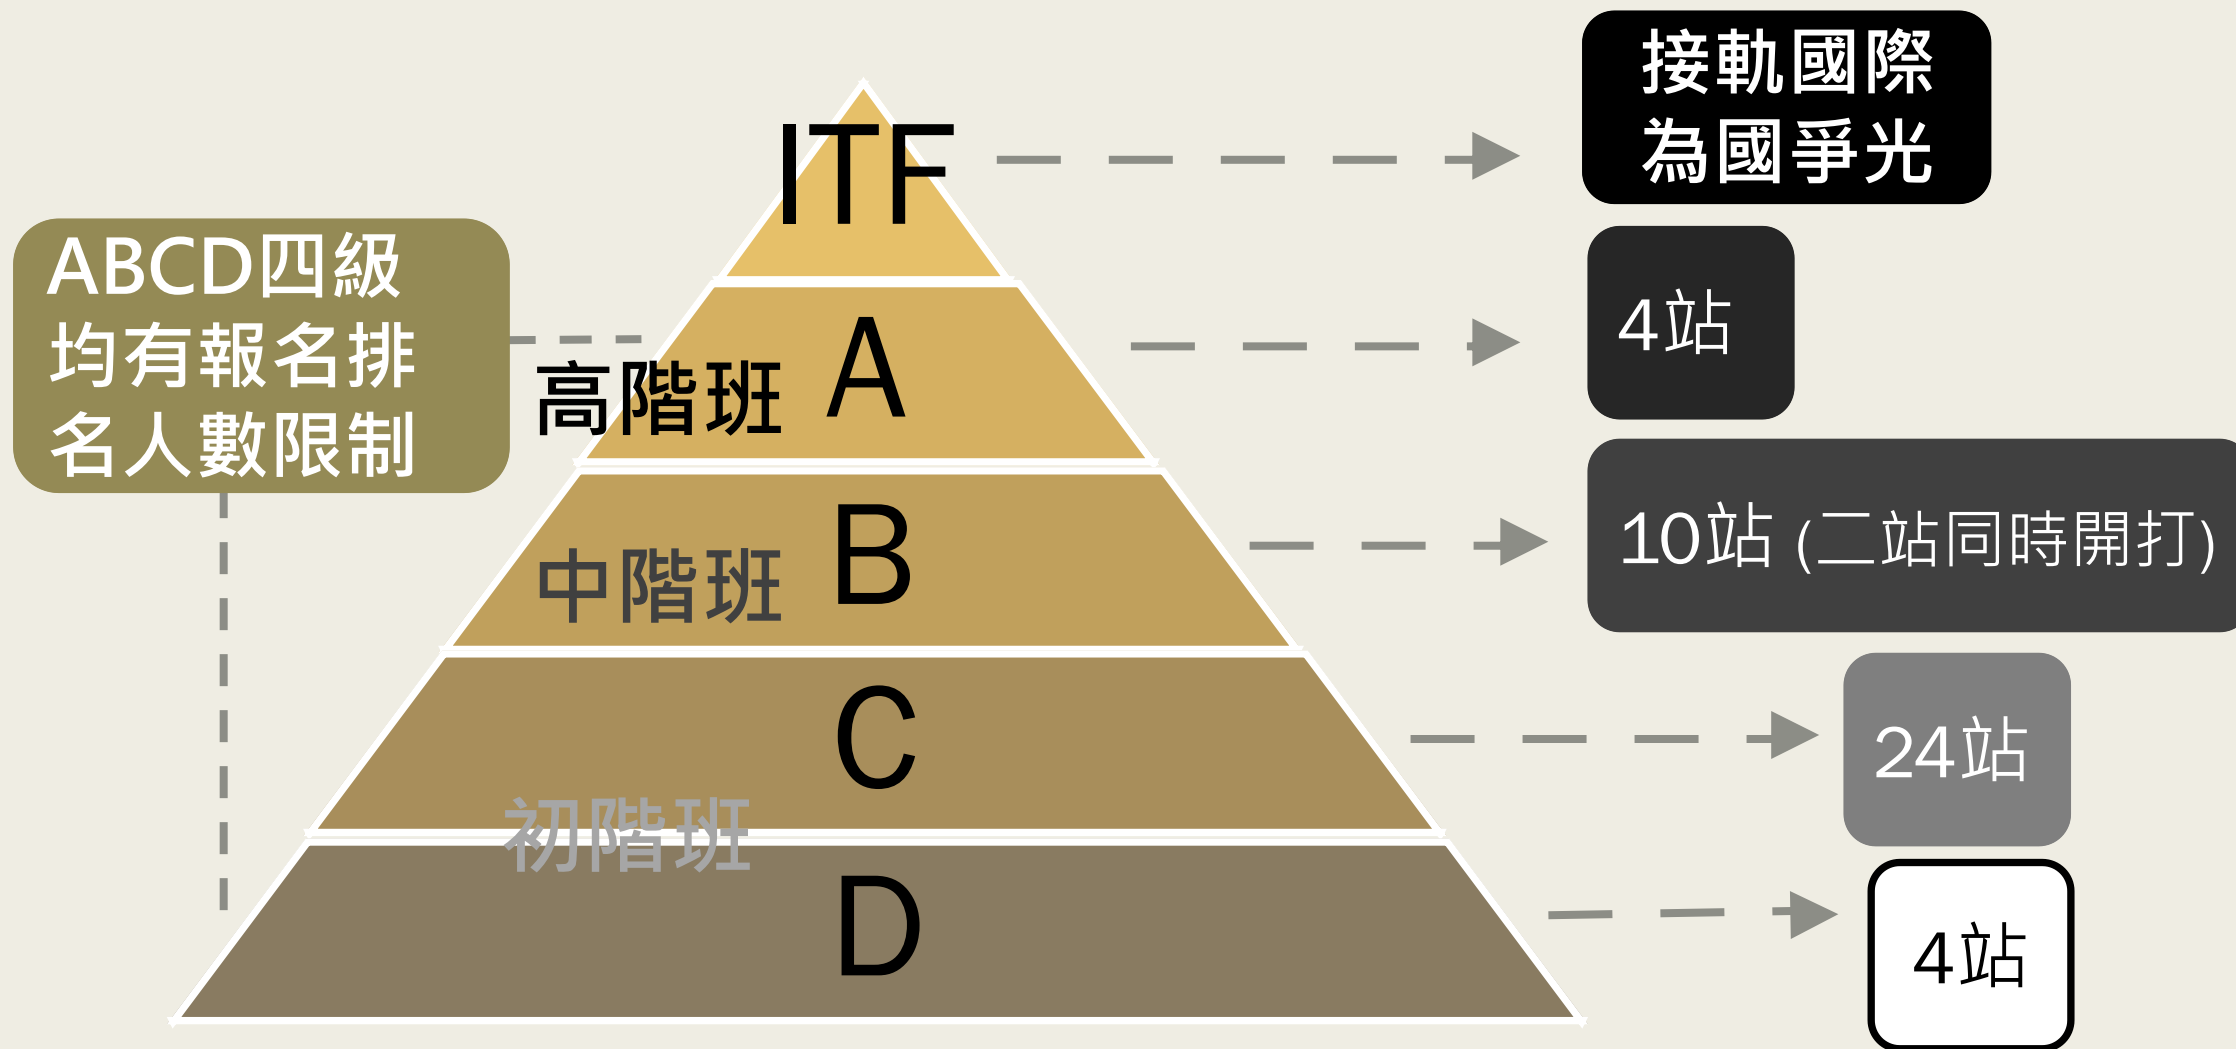 接軌國際
為國爭光
ITF
ABCD四級
均有報名排
名人數限制
4站
A
高階班
10站 (二站同時開打)
B
中階班
24站
C
初階班
4站
D